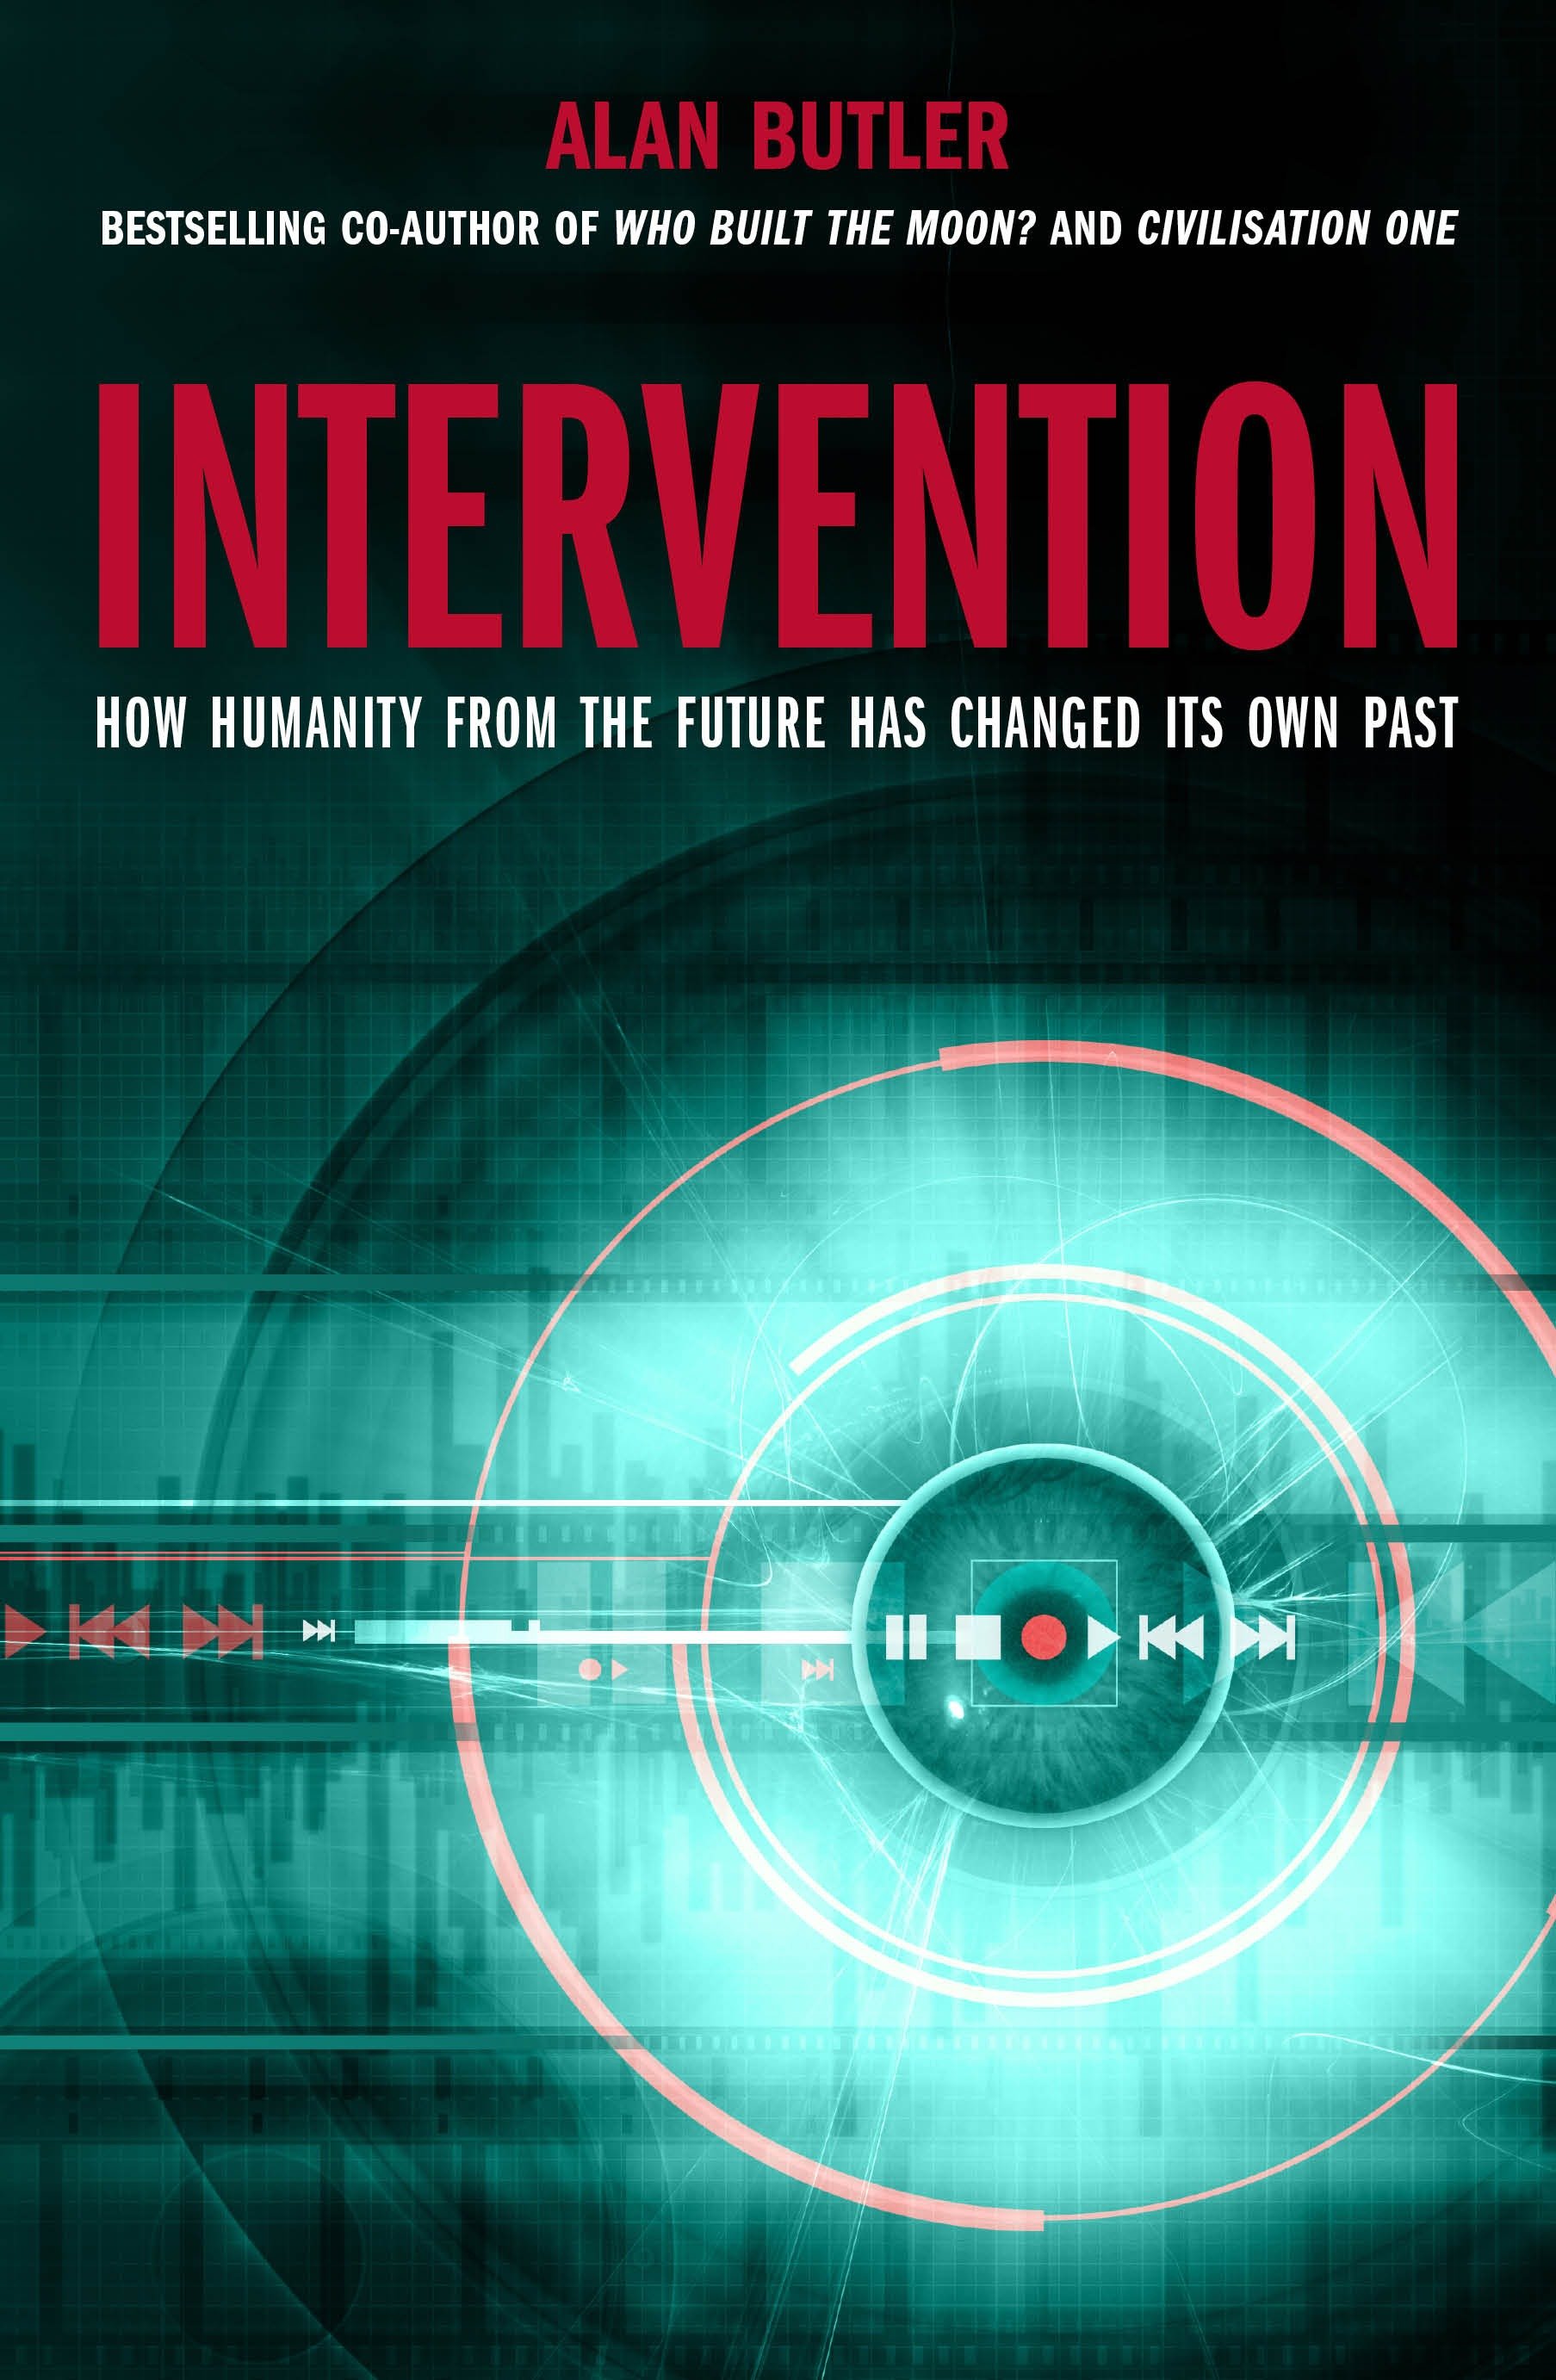 ALAN BUTLER
BESTSELLING CO-AUTHOR OF WHO BUILT THE MOON? AND CIVILISATION ONE
INTERVENTION
HOW HUMANITY FROM THE FUTURE HAS CHANGED ITS OWN PAST